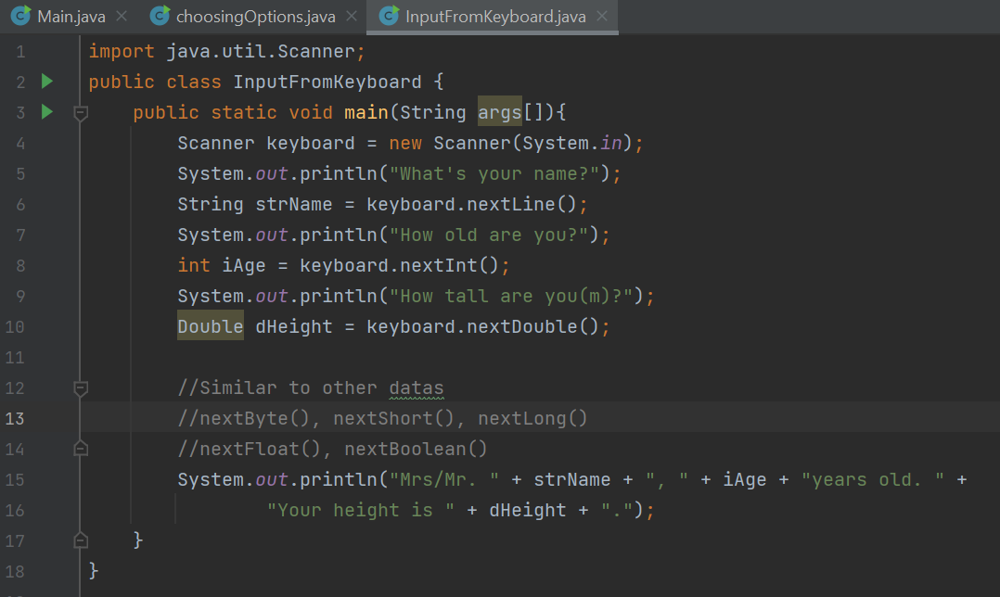 Main.java choosingOptions.java InputFromKeyboard.java
1 import java.util.Scanner;
2 public class InputFromKeyboard {
3 public static void main(String args[]){
4 Scanner keyboard = new Scanner(System.in);
5 System.out.println("What's your name?");
6 String strName = keyboard.nextLine();
7 System.out.println("How old are you?");
8 int iAge = keyboard.nextInt();
9 System.out.println("How tall are you(m)?");
10 Double dHeight = keyboard.nextDouble();
11
12 //Similar to other datas
13 //nextByte(), nextShort(), nextLong()
14 //nextFloat(), nextBoolean()
15 System.out.println("Mrs/Mr. " + strName + ", " + iAge + "years old. " +
16 "Your height is " + dHeight + ".");
17 }
18 }